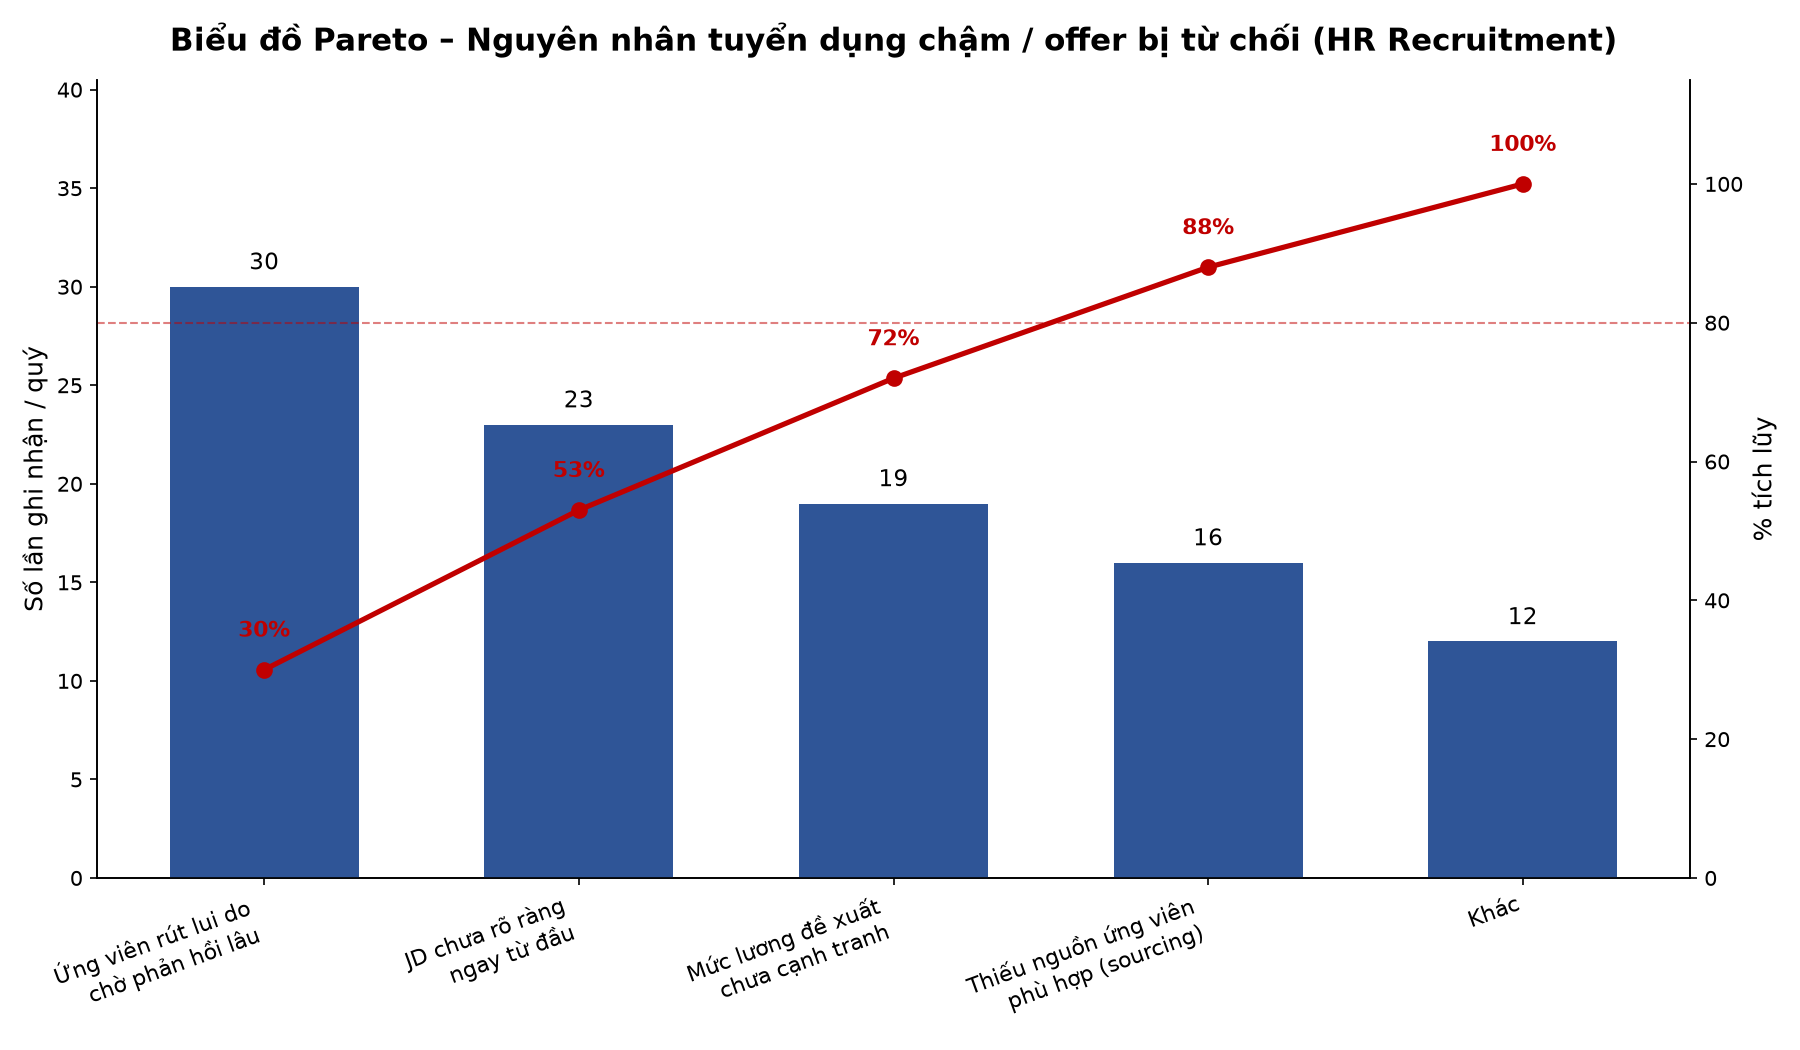 Biểu đồ Pareto – Nguyên nhân tuyển dụng chậm / offer bị từ chối (HR Recruitment)
Số lần ghi nhận / quý
40
35
30
25
20
15
10
5
0
% tích lũy
100
80
60
40
20
0
30
23
19
16
12
30%
53%
72%
88%
100%
Ứng viên rút lui do
chờ phản hồi lâu
JD chưa rõ ràng
ngay từ đầu
Mức lương đề xuất
chưa cạnh tranh
Thiếu nguồn ứng viên
phù hợp (sourcing)
Khác